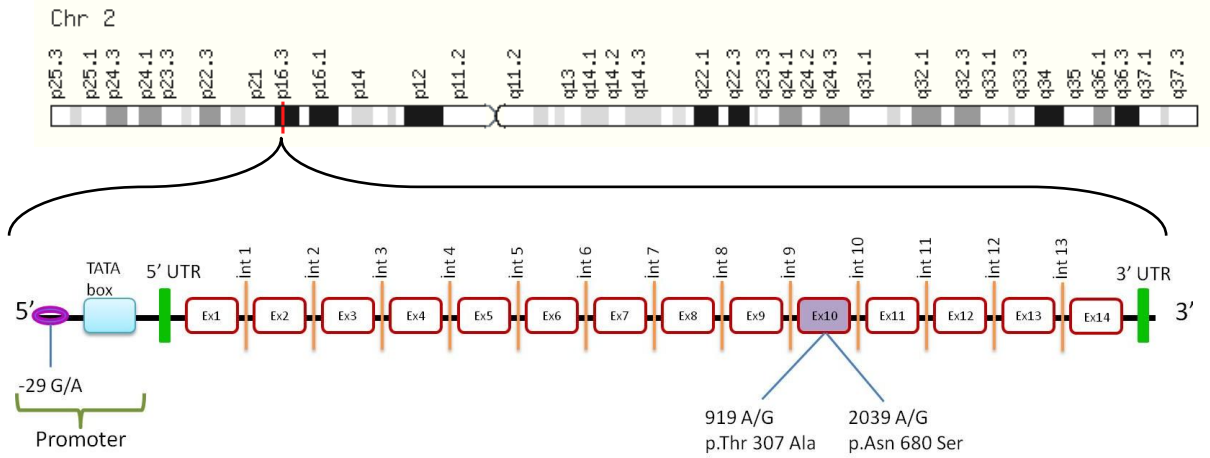 Chr 2
p25.3
p25.1
p24.3
p24.1
p23.3
p22.3
p21
p16.3
p16.1
p14
p12
p11.2
q11.2
q13
q14.1
q14.2
q14.3
q22.1
q22.3
q23.3
q24.1
q24.2
q24.3
q31.1
q32.1
q32.3
q33.1
q33.3
q34
q35
q36.1
q36.3
q37.1
q37.3
int 1
int 2
int 3
int 4
int 5
int 6
int 7
int 8
int 9
int 10
int 11
int 12
int 13
TATA
box
5’ UTR
3’ UTR
5’
Ex1
Ex2
Ex3
Ex4
Ex5
Ex6
Ex7
Ex8
Ex9
Ex10
Ex11
Ex12
Ex13
Ex14
3’
-29 G/A
Promoter
919 A/G
p.Thr 307 Ala
2039 A/G
p.Asn 680 Ser